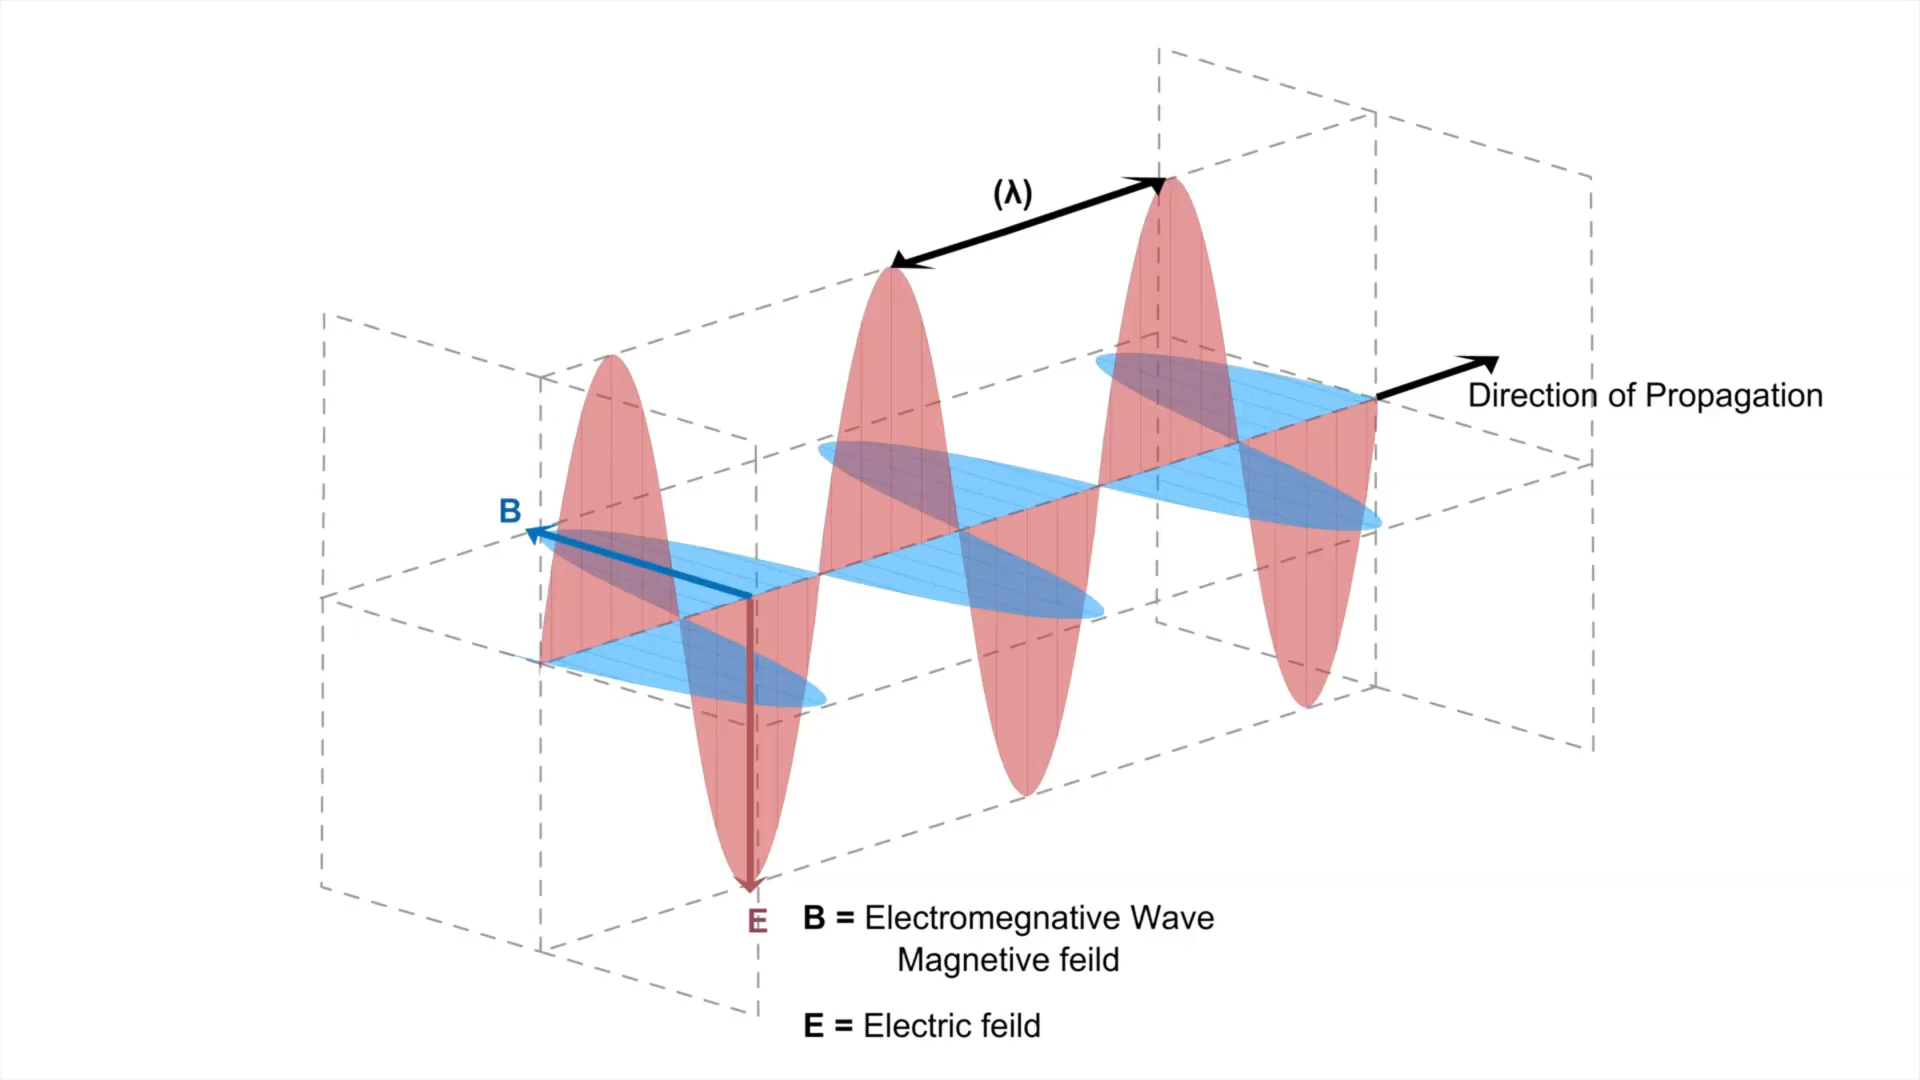 (λ)
Direction of Propagation
B
E
B = Electromegnative Wave
Magnetive feild
E = Electric feild